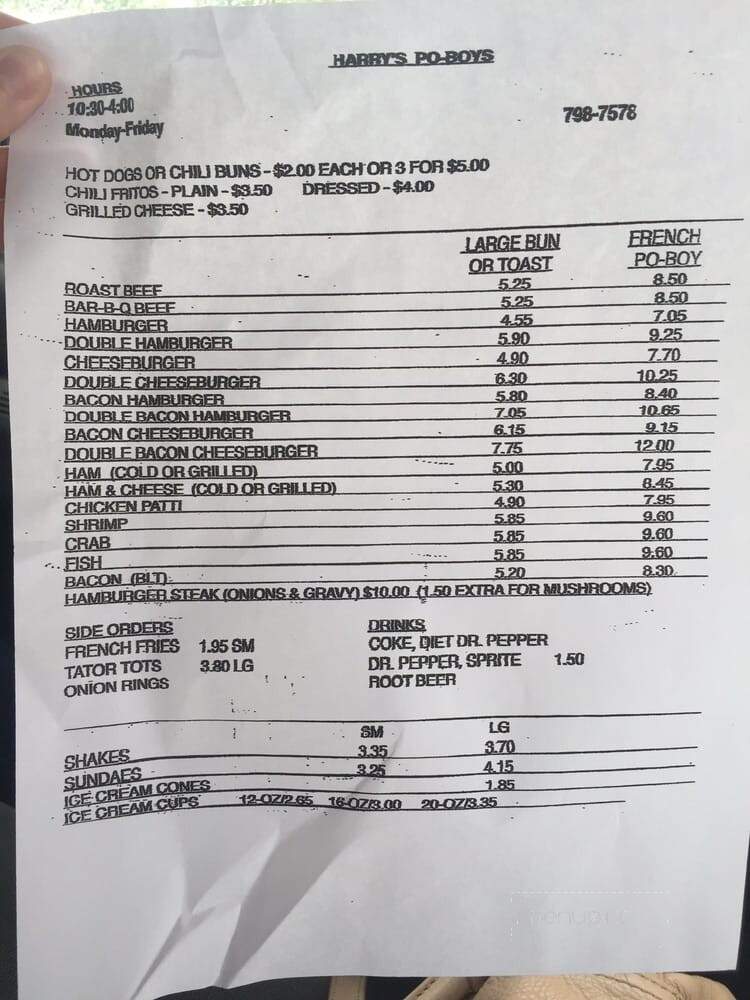 HARRY'S PO-BOYS
HOURS
10:30-4:00
Monday-Friday
798-7578
HOT DOGS OR CHILI BUNS - $2.00 EACH OR 3 FOR $5.00
CHILI FRITOS - PLAIN - $3.50 DRESSED - $4.00
GRILLED CHEESE - $3.50
LARGE BUN FRENCH
OR TOAST PO-BOY
ROAST BEEF 5.25 8.50
BAR-B-Q BEEF 5.25 8.50
HAMBURGER 4.55 7.05
DOUBLE HAMBURGER 5.90 9.25
CHEESEBURGER 4.90 7.70
DOUBLE CHEESEBURGER 6.30 10.25
BACON HAMBURGER 5.80 8.40
DOUBLE BACON HAMBURGER 7.05 10.65
BACON CHEESEBURGER 6.15 9.15
DOUBLE BACON CHEESEBURGER 7.75 12.00
HAM (COLD OR GRILLED) 5.00 7.95
HAM & CHEESE (COLD OR GRILLED) 5.30 8.45
CHICKEN PATTI 4.90 7.95
SHRIMP 5.85 9.60
CRAB 5.85 9.60
FISH 5.85 9.60
BACON (BLT) 5.20 8.30
HAMBURGER STEAK (ONIONS & GRAVY) $10.00 (1.50 EXTRA FOR MUSHROOMS)
SIDE ORDERS DRINKS
FRENCH FRIES 1.95 SM COKE, DIET DR. PEPPER
TATOR TOTS 3.80 LG DR. PEPPER, SPRITE 1.50
ONION RINGS ROOT BEER
SM LG
SHAKES 3.35 3.70
SUNDAES 3.25 4.15
ICE CREAM CONES 1.85
ICE CREAM CUPS 12-OZ/2.65 16-OZ/3.00 20-OZ/3.35